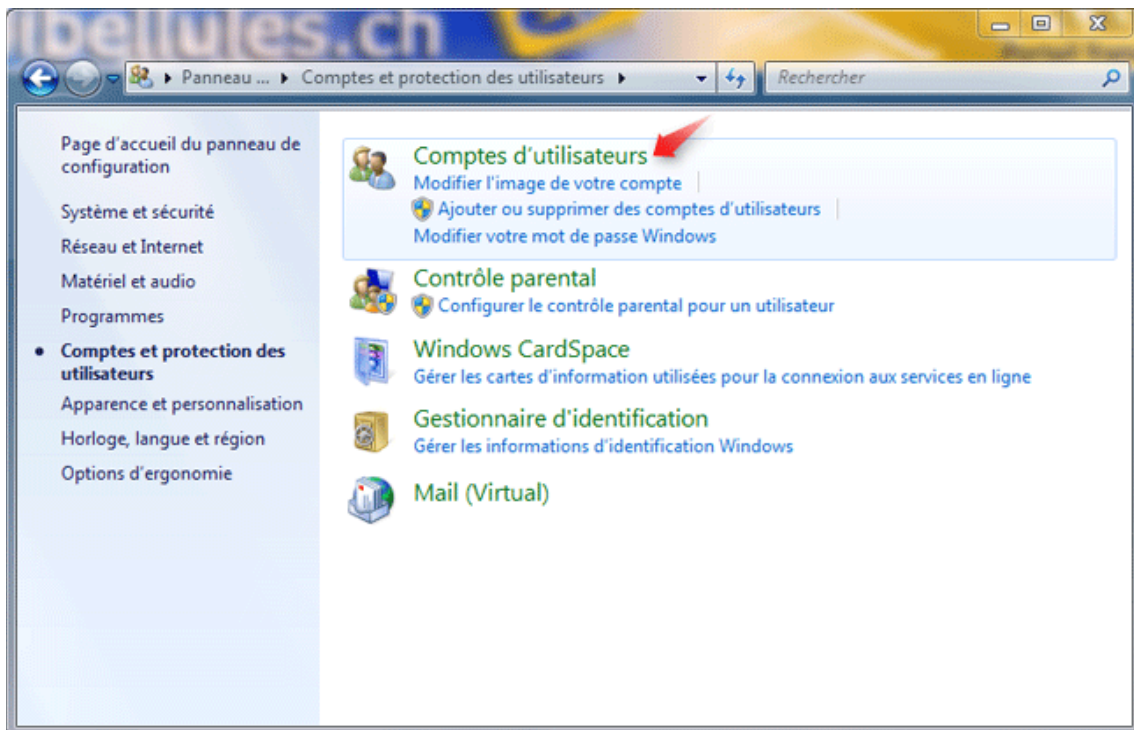 libellules.ch
Panneau ... Comptes et protection des utilisateurs
Rechercher
Page d'accueil du panneau de
configuration
Système et sécurité
Réseau et Internet
Matériel et audio
Programmes
Comptes et protection des
utilisateurs
Apparence et personnalisation
Horloge, langue et région
Options d'ergonomie
Comptes d'utilisateurs
Modifier l'image de votre compte
Ajouter ou supprimer des comptes d'utilisateurs
Modifier votre mot de passe Windows
Contrôle parental
Configurer le contrôle parental pour un utilisateur
Windows CardSpace
Gérer les cartes d'information utilisées pour la connexion aux services en ligne
Gestionnaire d'identification
Gérer les informations d'identification Windows
Mail (Virtual)